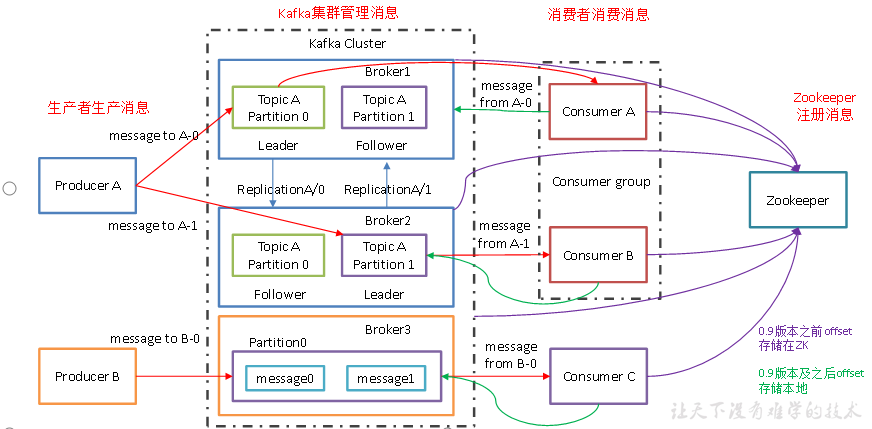 Kafka集群管理消息
消费者消费消息
Kafka Cluster
Broker1
生产者生产消息
Topic A
Partition 0
Topic A
Partition 1
message
from A-0
Consumer A
Zookeeper
注册消息
message to A-0
Leader
Follower
Producer A
ReplicationA/0
ReplicationA/1
Consumer group
Zookeeper
message to A-1
Broker2
Topic A
Partition 0
Topic A
Partition 1
message
from A-1
Consumer B
Follower
Leader
message to B-0
Broker3
Partition0
message
from B-0
0.9版本之前offset
存储在ZK
Producer B
message0
message1
Consumer C
0.9版本及之后offset
存储本地
让天下没有难学的技术